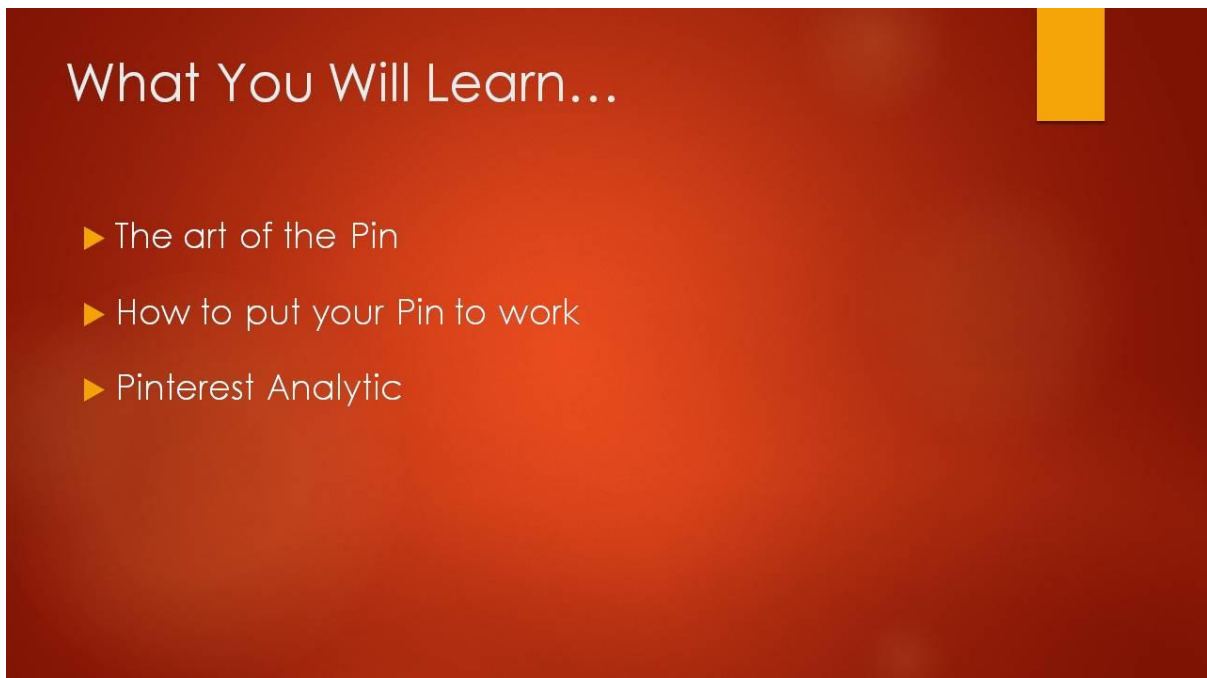 What You Will Learn…
The art of the Pin
How to put your Pin to work
Pinterest Analytic